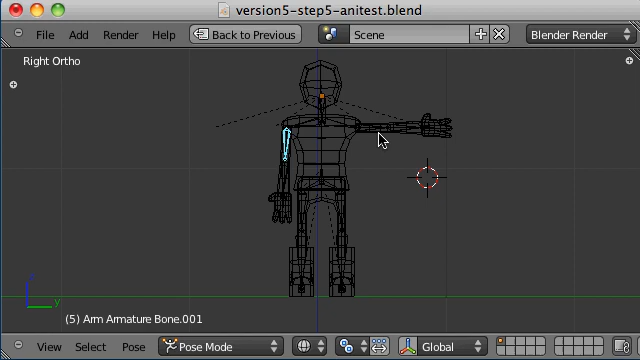 version5-step5-anitest.blend
File Add Render Help Back to Previous Scene Blender Render
Right Ortho
z
y
(5) Arm Armature Bone.001
View Select Pose Pose Mode Global